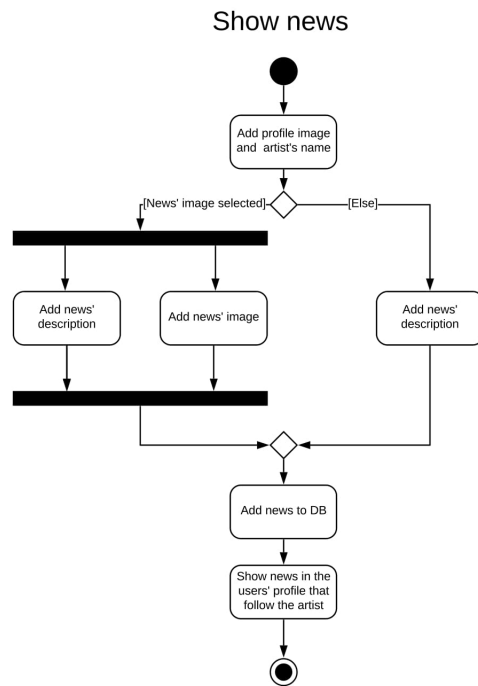 Show news
Add profile image
and artist's name
[News' image selected]
[Else]
Add news'
description
Add news' image
Add news'
description
Add news to DB
Show news in the
users' profile that
follow the artist